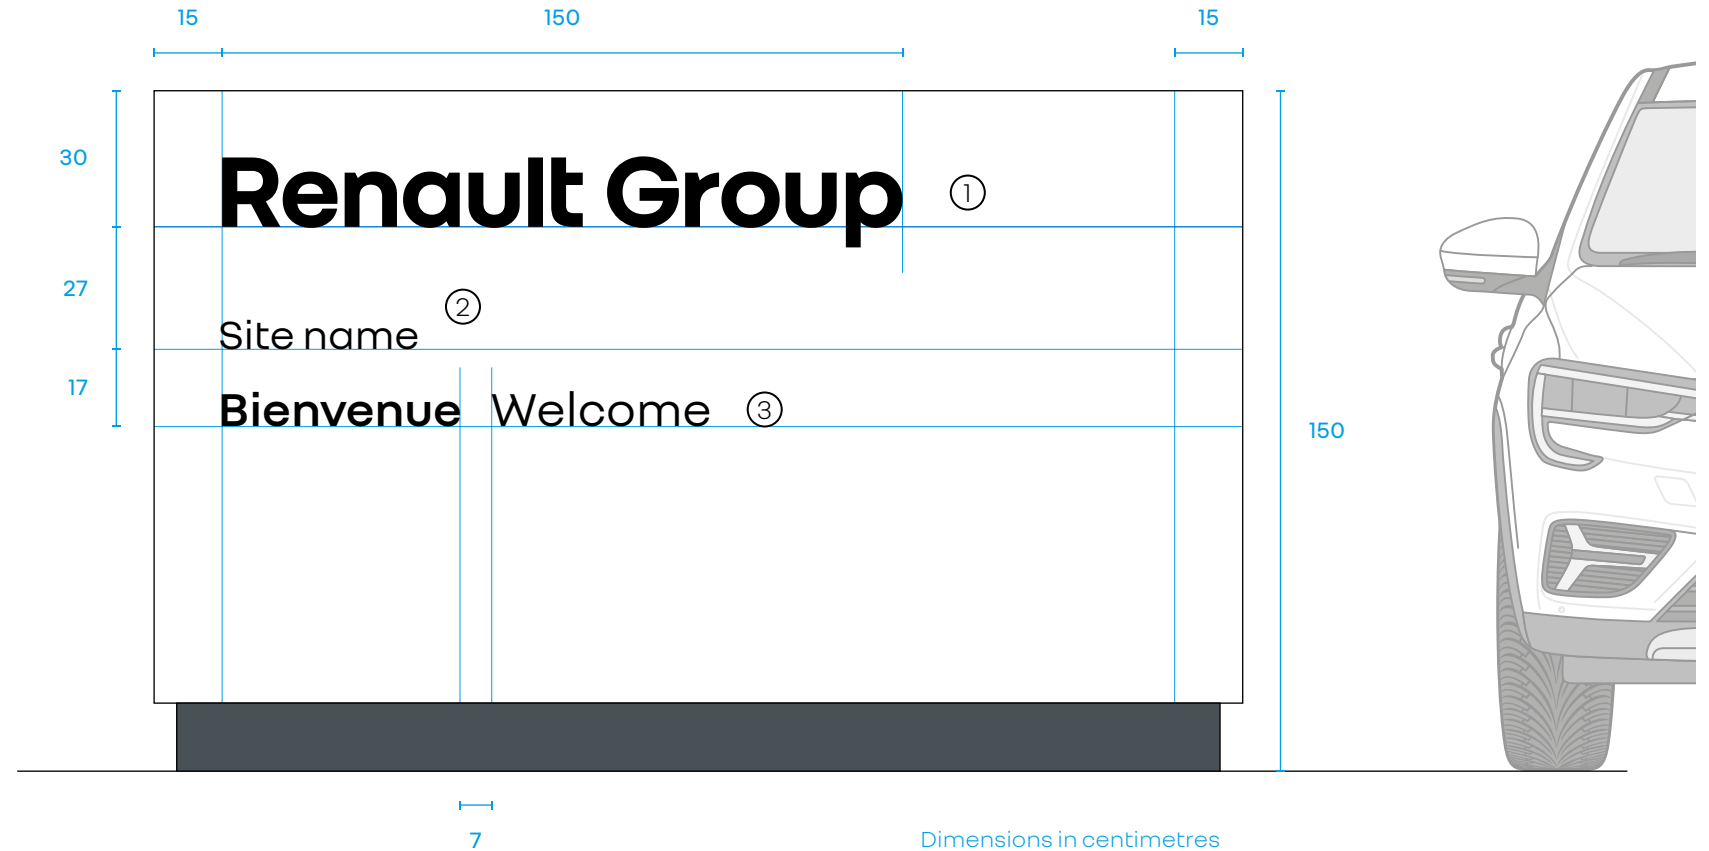 15 150 15
30
Renault Group 1
27
2
Site name
17
Bienvenue Welcome 3
150
7
Dimensions in centimetres